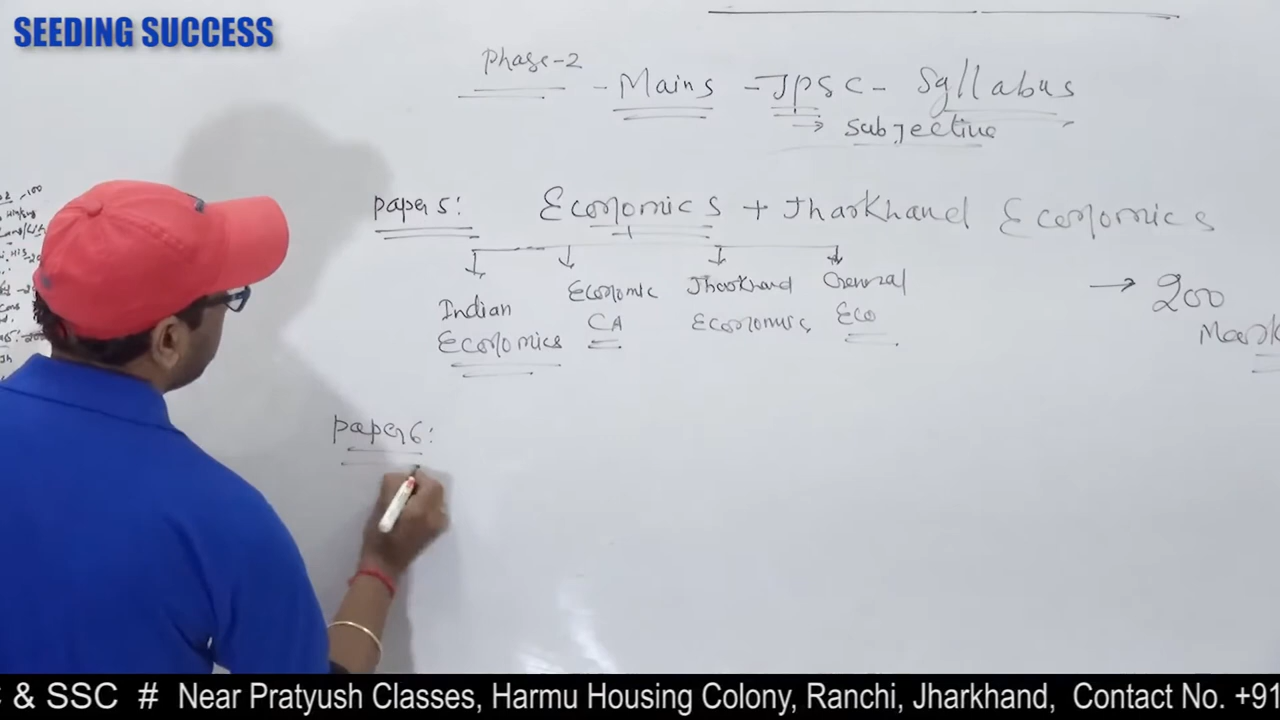 SEEDING SUCCESS
Phase-2 - Mains - JPSC - Syllabus
→ Subjective
Paper 5: Economics + Jharkhand Economics
Indian Economics
Economic CA
Jharkhand Economics
General Eco
→ 200
Mark
Paper 6:
C & SSC # Near Pratyush Classes, Harmu Housing Colony, Ranchi, Jharkhand, Contact No. +91